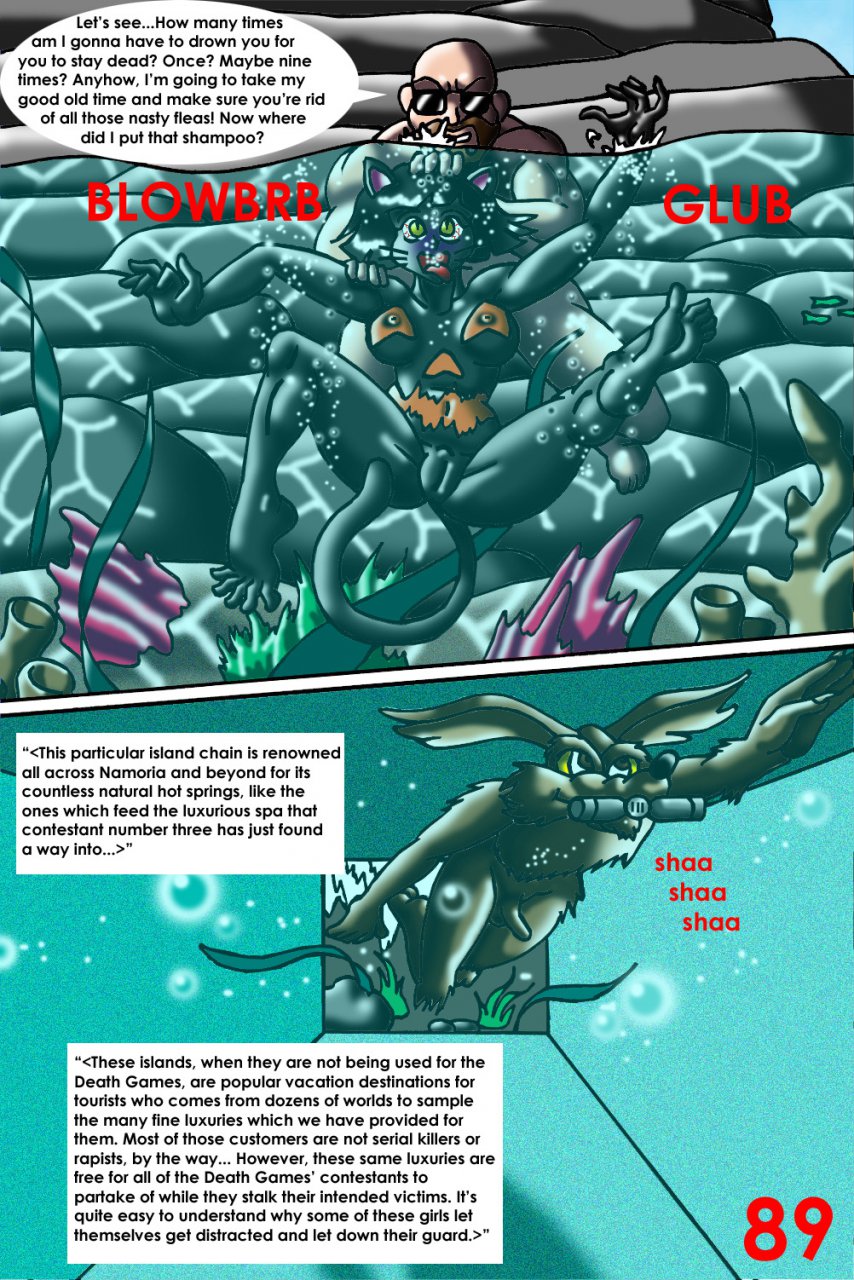 Let's see...How many times
am I gonna have to drown you for
you to stay dead? Once? Maybe nine
times? Anyhow, I'm going to take my
good old time and make sure you're rid
of all those nasty fleas! Now where
did I put that shampoo?
BLOWBRB
GLUB
"<This particular island chain is renowned
all across Namoria and beyond for its
countless natural hot springs, like the
ones which feed the luxurious spa that
contestant number three has just found
a way into...>"
shaa
shaa
shaa
"<These islands, when they are not being used for the
Death Games, are popular vacation destinations for
tourists who comes from dozens of worlds to sample
the many fine luxuries which we have provided for
them. Most of those customers are not serial killers or
rapists, by the way... However, these same luxuries are
free for all of the Death Games' contestants to
partake of while they stalk their intended victims. It's
quite easy to understand why some of these girls let
themselves get distracted and let down their guard.>"
89